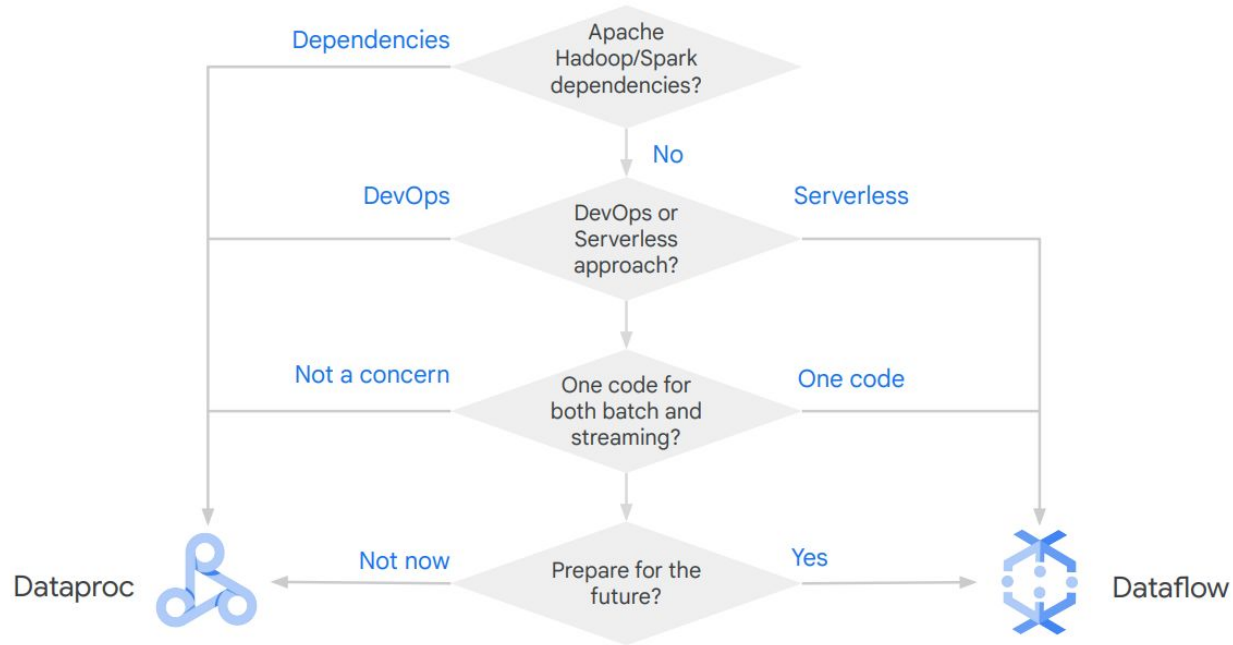 Dependencies
Apache
Hadoop/Spark
dependencies?
No
DevOps
Serverless
DevOps or
Serverless
approach?
Not a concern
One code
One code for
both batch and
streaming?
Not now
Yes
Prepare for the
future?
Dataproc
Dataflow